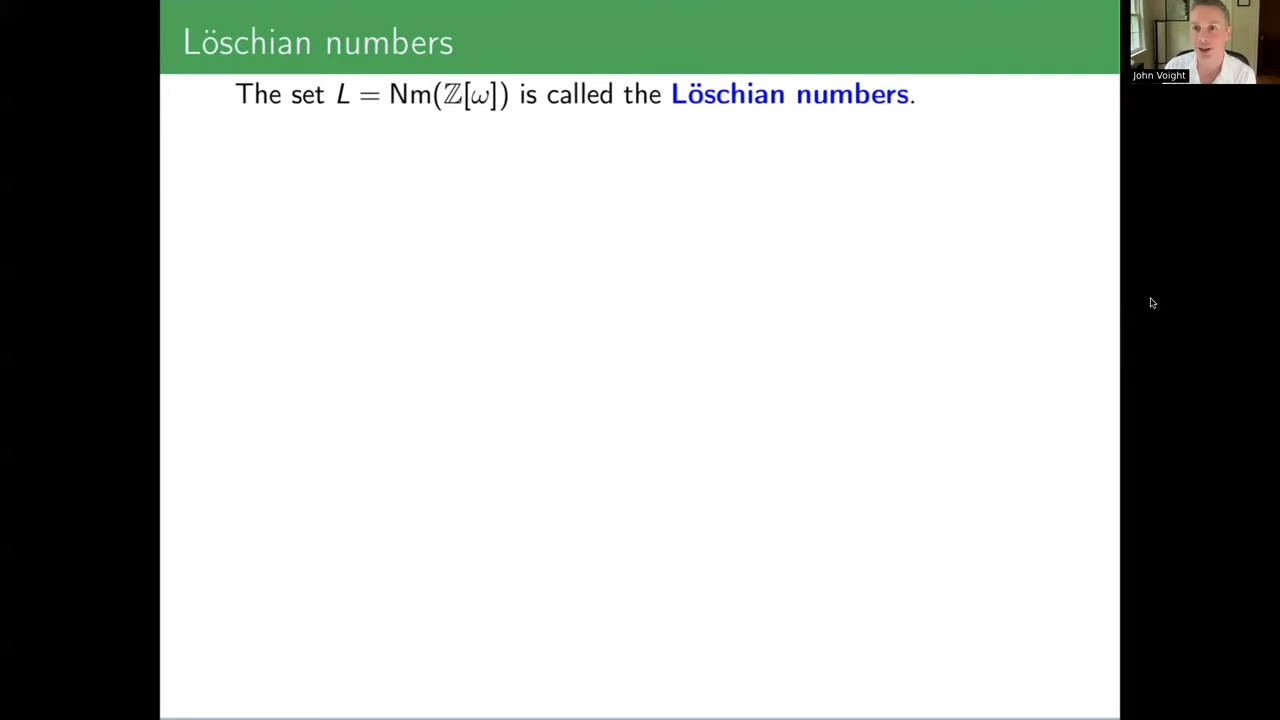 Löschian numbers
The set L = Nm(ℤ[ω]) is called the Löschian numbers.
John Voight